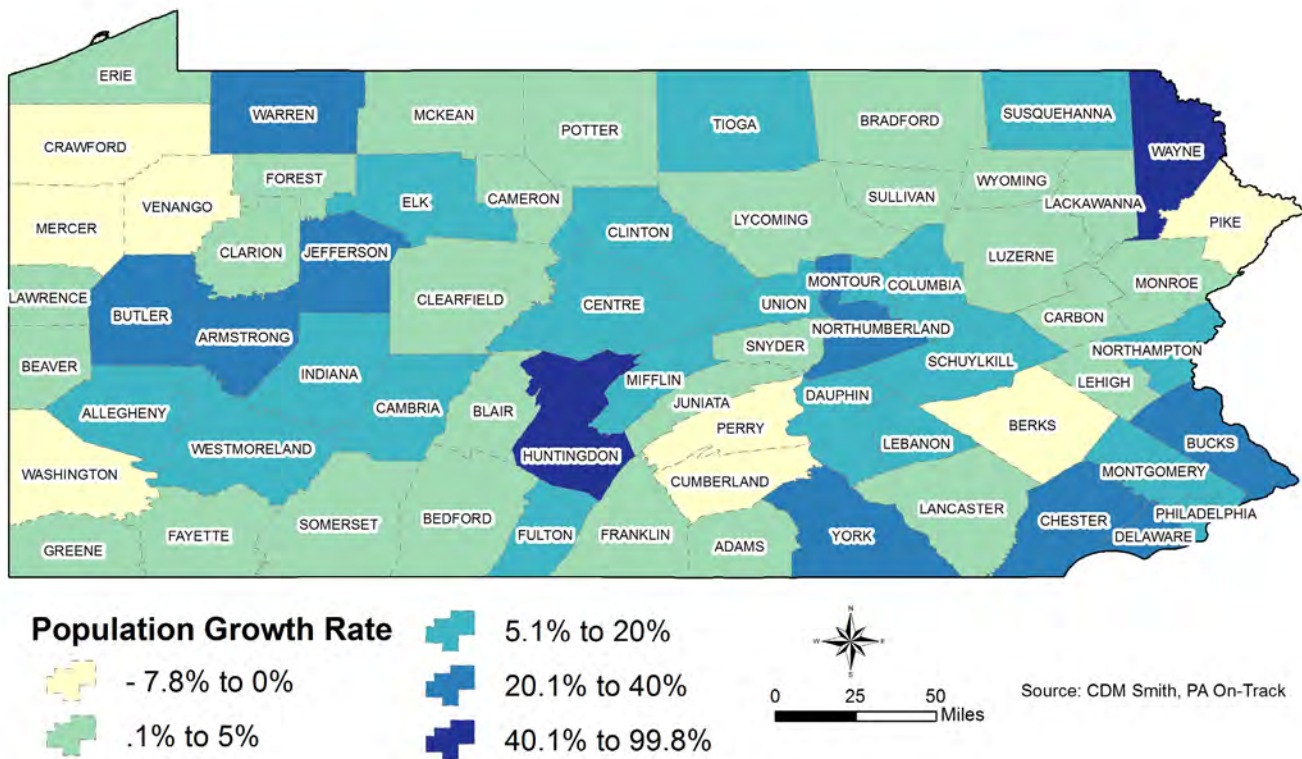 ERIE
WARREN
MCKEAN
POTTER
TIOGA
BRADFORD
SUSQUEHANNA
WAYNE
CRAWFORD
FOREST
ELK
CAMERON
SULLIVAN
WYOMING
LACKAWANNA
PIKE
MERCER
VENANGO
CLARION
JEFFERSON
CLINTON
LYCOMING
LUZERNE
MONROE
LAWRENCE
BUTLER
ARMSTRONG
CLEARFIELD
CENTRE
UNION
MONTOUR
COLUMBIA
CARBON
NORTHUMBERLAND
SNYDER
SCHUYLKILL
NORTHAMPTON
BEAVER
INDIANA
LEHIGH
ALLEGHENY
CAMBRIA
BLAIR
MIFFLIN
JUNIATA
DAUPHIN
PERRY
BERKS
BUCKS
WESTMORELAND
HUNTINGDON
LEBANON
MONTGOMERY
WASHINGTON
CUMBERLAND
LANCASTER
PHILADELPHIA
GREENE
FAYETTE
SOMERSET
BEDFORD
FULTON
FRANKLIN
ADAMS
YORK
CHESTER
DELAWARE
Population Growth Rate
- 7.8% to 0%
.1% to 5%
5.1% to 20%
20.1% to 40%
40.1% to 99.8%
N
W
E
S
0 25 50
Miles
Source: CDM Smith, PA On-Track